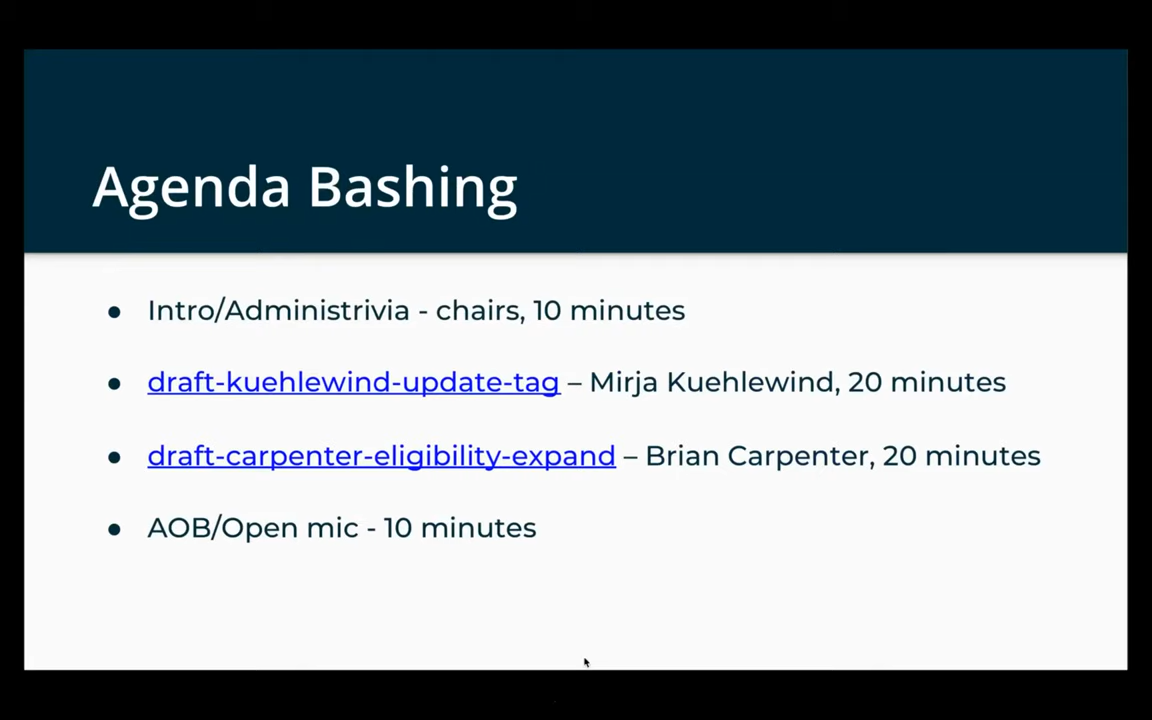 Agenda Bashing
● Intro/Administrivia - chairs, 10 minutes
● draft-kuehlewind-update-tag – Mirja Kuehlewind, 20 minutes
● draft-carpenter-eligibility-expand – Brian Carpenter, 20 minutes
● AOB/Open mic - 10 minutes